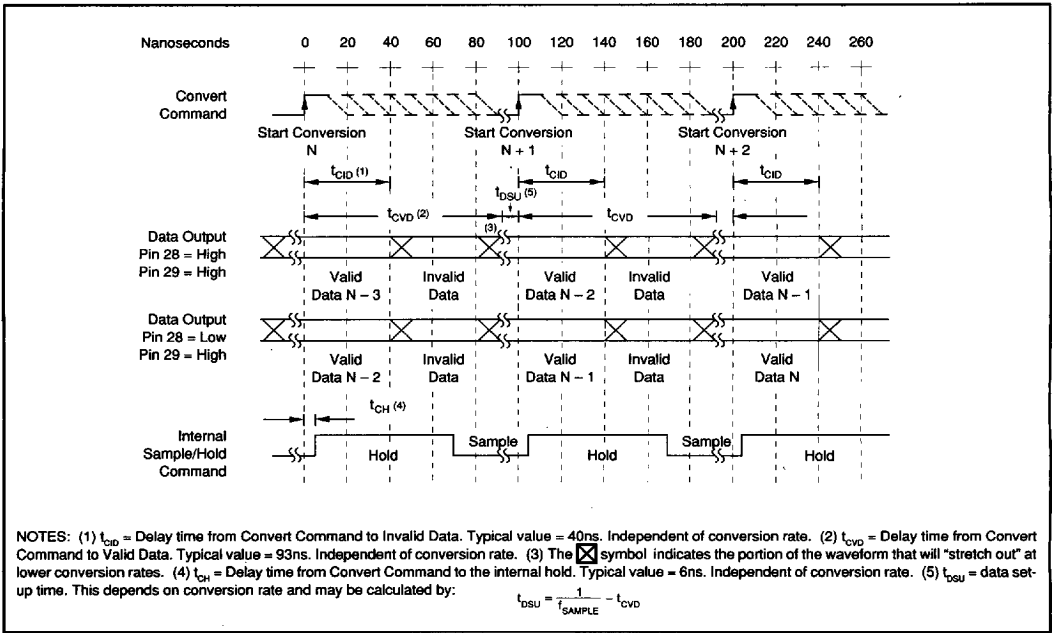 Nanoseconds 0 20 40 60 80 100 120 140 160 180 200 220 240 260
Convert
Command
Start Conversion
N
Start Conversion
N + 1
Start Conversion
N + 2
tCID (1)
tCID
tCID
tDSU (5)
tCVD (2)
tCVD
(3)
Data Output
Pin 28 = High
Pin 29 = High
Valid
Data N – 3
Invalid
Data
Valid
Data N – 2
Invalid
Data
Valid
Data N – 1
Data Output
Pin 28 = Low
Pin 29 = High
Valid
Data N – 2
Invalid
Data
Valid
Data N – 1
Invalid
Data
Valid
Data N
tCH (4)
Internal
Sample/Hold
Command
Hold
Sample
Hold
Sample
Hold
NOTES: (1) tCID = Delay time from Convert Command to Invalid Data. Typical value = 40ns. Independent of conversion rate. (2) tCVD = Delay time from Convert
Command to Valid Data. Typical value = 93ns. Independent of conversion rate. (3) The symbol indicates the portion of the waveform that will "stretch out" at
lower conversion rates. (4) tCH = Delay time from Convert Command to the internal hold. Typical value = 6ns. Independent of conversion rate. (5) tDSU = data set-
up time. This depends on conversion rate and may be calculated by:
tDSU = 1 / fSAMPLE – tCVD